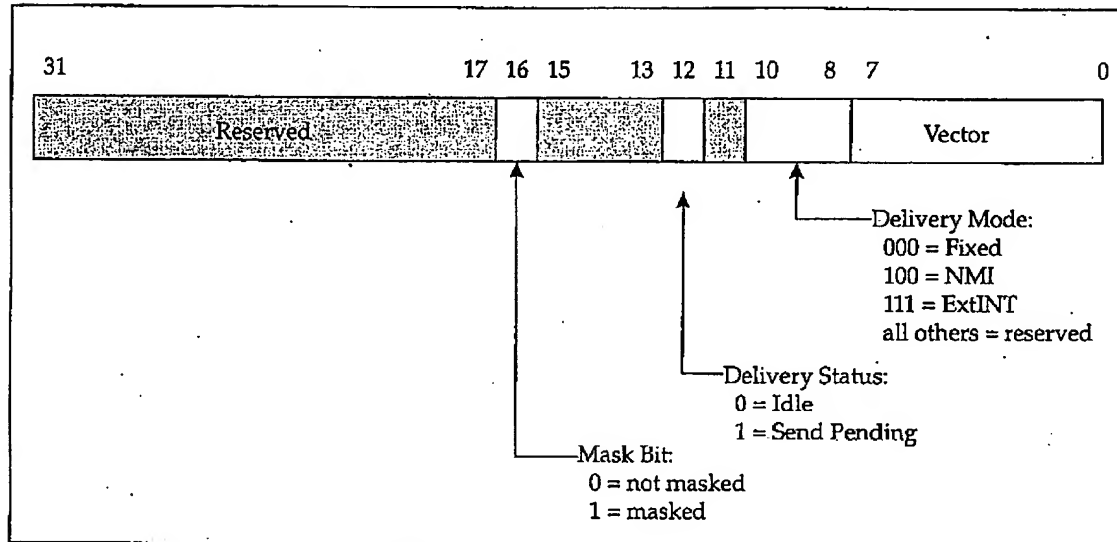 31 17 16 15 13 12 11 10 8 7 0
Reserved
Vector
Delivery Mode:
000 = Fixed
100 = NMI
111 = ExtINT
all others = reserved
Delivery Status:
0 = Idle
1 = Send Pending
Mask Bit:
0 = not masked
1 = masked